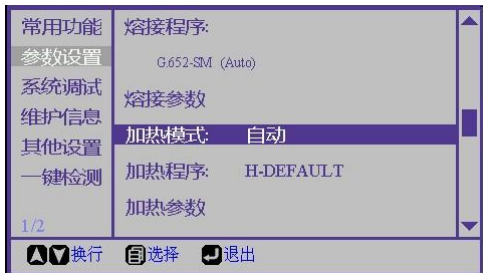 常用功能
参数设置
系统调试
维护信息
其他设置
一键检测
1/2
熔接程序:
G.652-SM (Auto)
熔接参数
加热模式: 自动
加热程序: H-DEFAULT
加热参数
换行 选择 退出